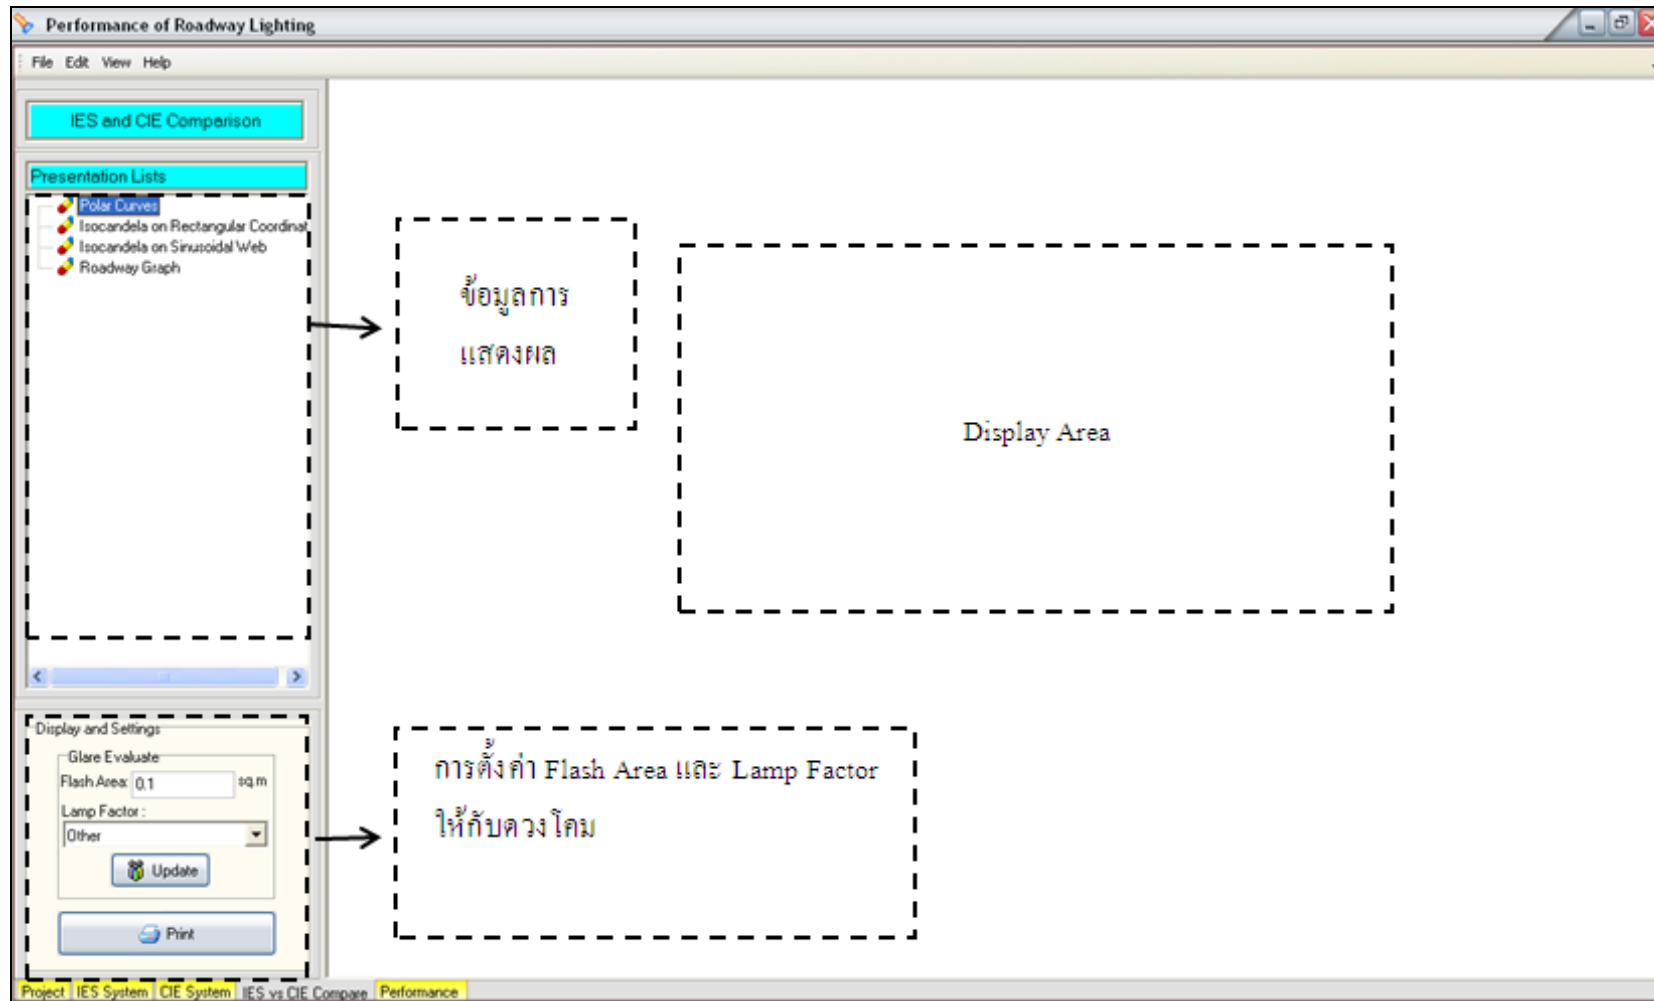 Performance of Roadway Lighting
File Edit View Help
IES and CIE Comparison
Presentation Lists
Polar Curves
Isocandela on Rectangular Coordinat
Isocandela on Sinusoidal Web
Roadway Graph
ข้อมูลการ
แสดงผล
Display Area
Display and Settings
Glare Evaluate
Flash Area: 0.1 sq.m
Lamp Factor :
Other
Update
Print
การตั้งค่า Flash Area และ Lamp Factor
ให้กับดวงโคม
Project IES System CIE System IES vs CIE Compare Performance